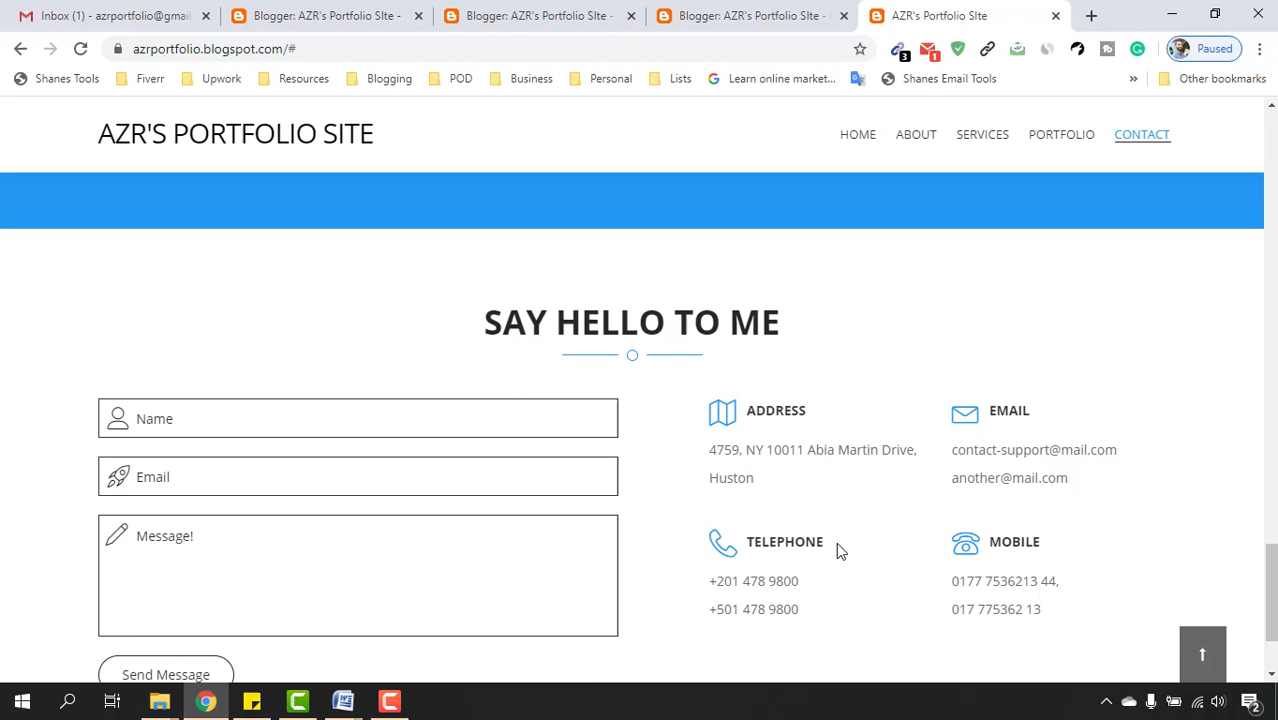 Inbox (1) - azrportfolio@gmail
Blogger: AZR's Portfolio SIte -
Blogger: AZR's Portfolio SIte -
Blogger: AZR's Portfolio SIte -
AZR's Portfolio SIte
azrportfolio.blogspot.com/#
3
1
Paused
Shanes Tools
Fiverr
Upwork
Resources
Blogging
POD
Business
Personal
Lists
Learn online market...
Shanes Email Tools
»
Other bookmarks
AZR'S PORTFOLIO SITE
HOME
ABOUT
SERVICES
PORTFOLIO
CONTACT
SAY HELLO TO ME
Name
Email
Message!
Send Message
ADDRESS
4759, NY 10011 Abia Martin Drive,
Huston
EMAIL
contact-support@mail.com
another@mail.com
TELEPHONE
+201 478 9800
+501 478 9800
MOBILE
0177 7536213 44,
017 775362 13
2